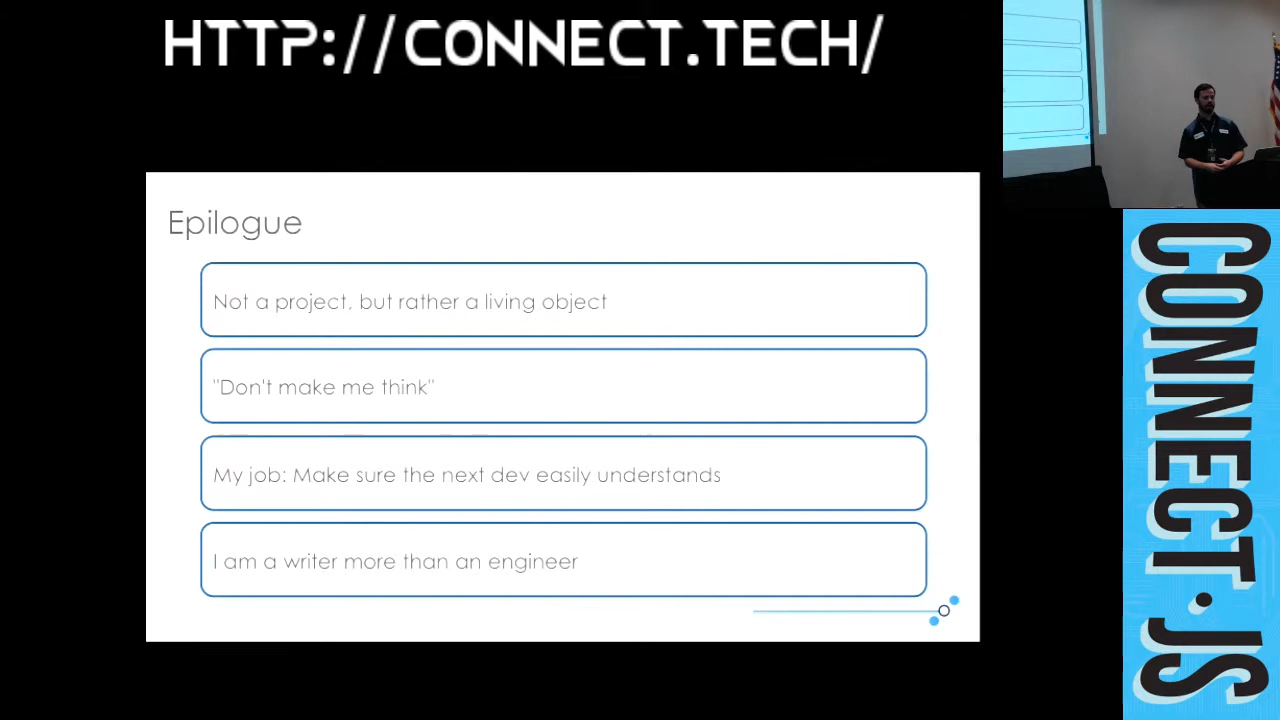 HTTP://CONNECT.TECH/
Epilogue
Not a project, but rather a living object
"Don't make me think"
My job: Make sure the next dev easily understands
I am a writer more than an engineer
CONNECT.JS